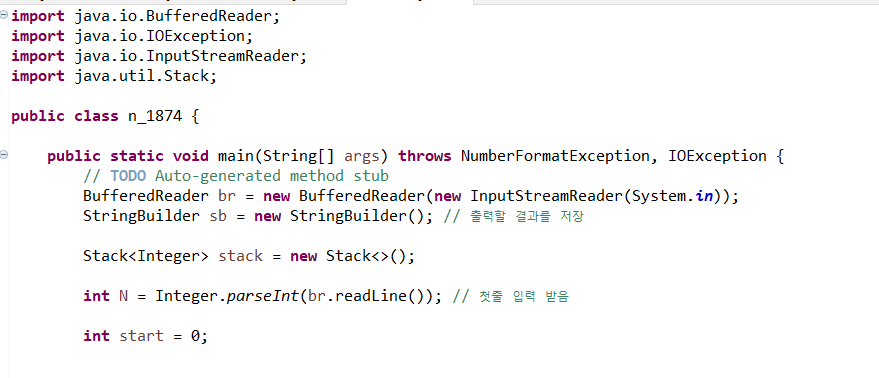 import java.io.BufferedReader;
import java.io.IOException;
import java.io.InputStreamReader;
import java.util.Stack;
public class n_1874 {
public static void main(String[] args) throws NumberFormatException, IOException {
// TODO Auto-generated method stub
BufferedReader br = new BufferedReader(new InputStreamReader(System.in));
StringBuilder sb = new StringBuilder(); // 출력할 결과를 저장
Stack<Integer> stack = new Stack<>();
int N = Integer.parseInt(br.readLine()); // 첫줄 입력 받음
int start = 0;